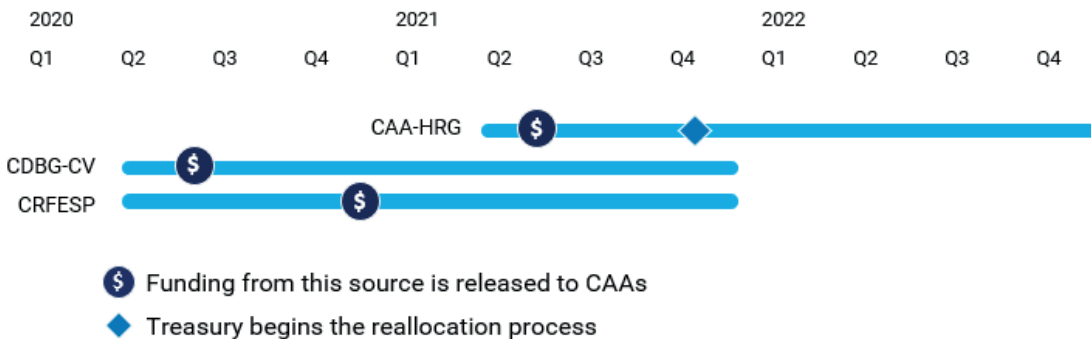 2020 2021 2022
Q1 Q2 Q3 Q4 Q1 Q2 Q3 Q4 Q1 Q2 Q3 Q4
CAA-HRG $
CDBG-CV $
CRFESP $
$ Funding from this source is released to CAAs
Treasury begins the reallocation process